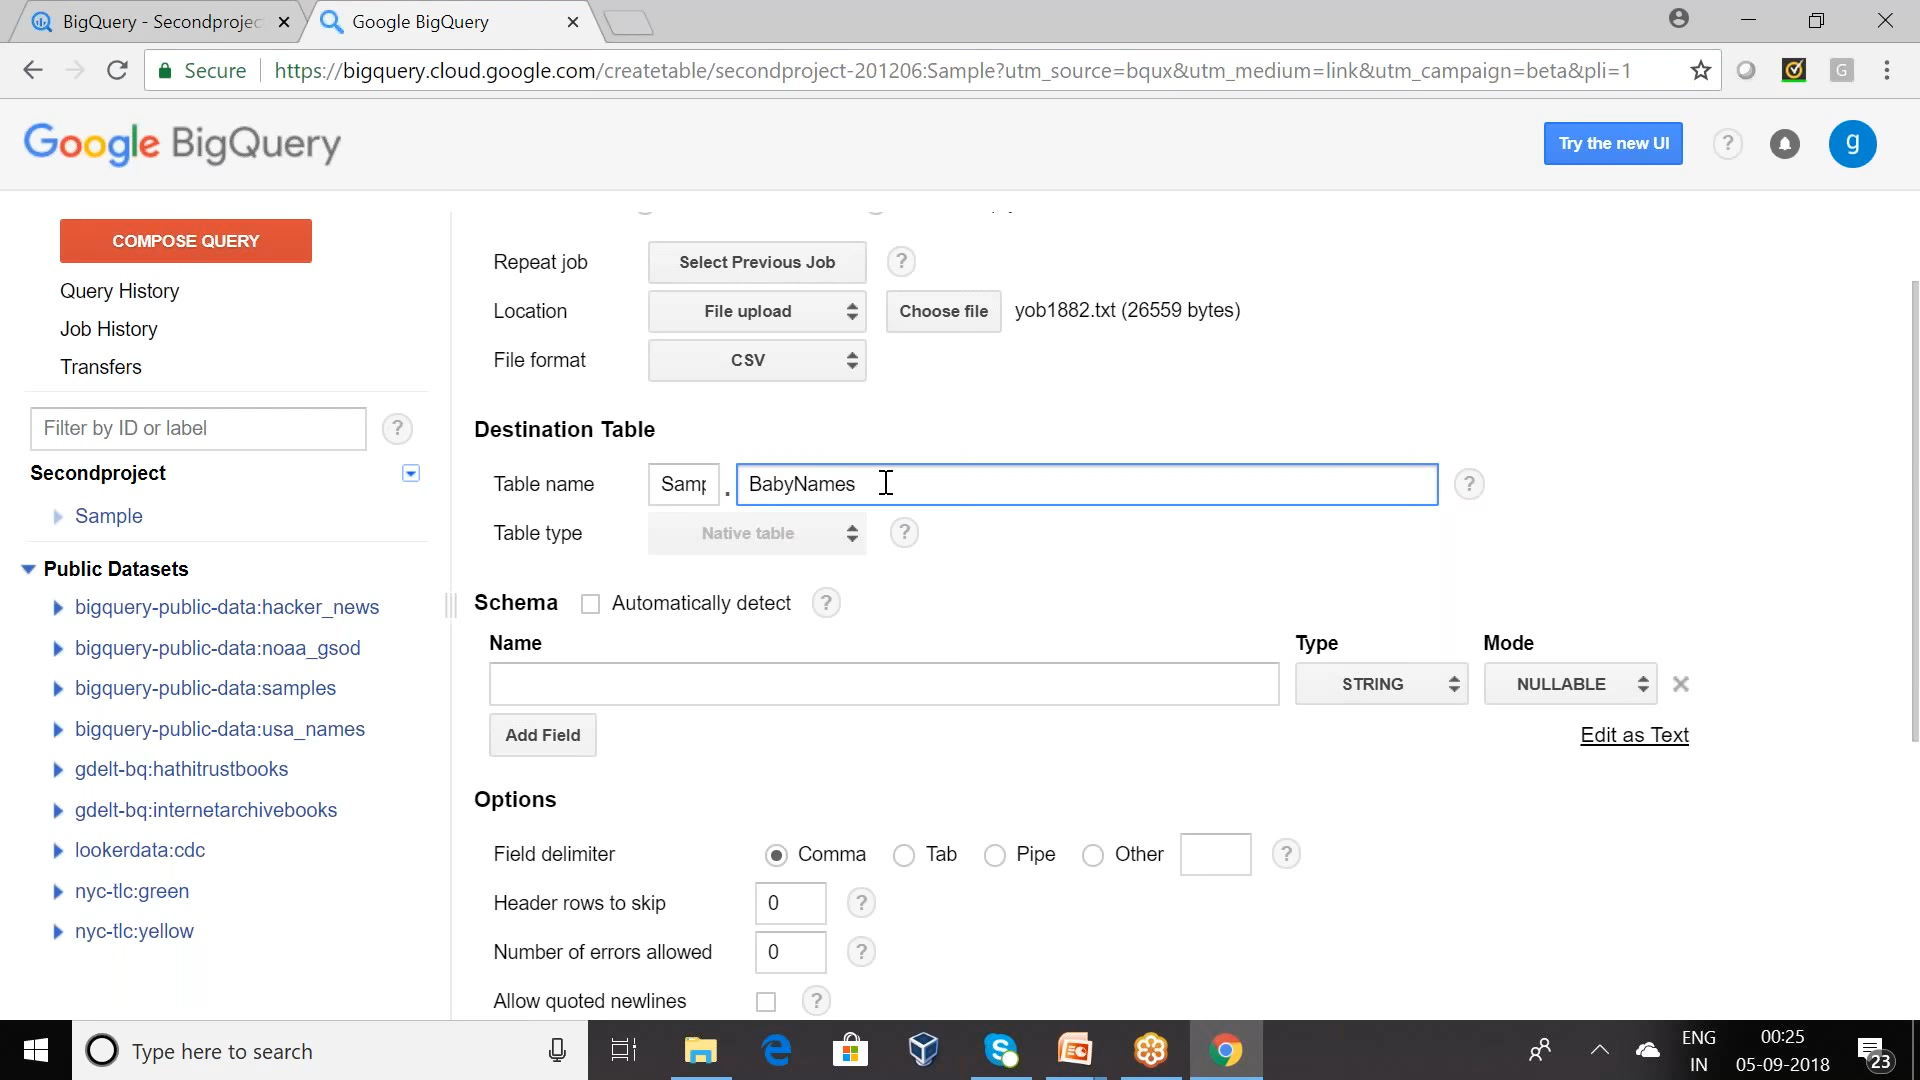 BigQuery - Secondprojec
Google BigQuery
Secure
https://bigquery.cloud.google.com/createtable/secondproject-201206:Sample?utm_source=bqux&utm_medium=link&utm_campaign=beta&pli=1
G
Google BigQuery
Try the new UI
?
g
COMPOSE QUERY
Query History
Job History
Transfers
Filter by ID or label
?
Secondproject
Sample
Public Datasets
bigquery-public-data:hacker_news
bigquery-public-data:noaa_gsod
bigquery-public-data:samples
bigquery-public-data:usa_names
gdelt-bq:hathitrustbooks
gdelt-bq:internetarchivebooks
lookerdata:cdc
nyc-tlc:green
nyc-tlc:yellow
Repeat job Select Previous Job ?
Location File upload Choose file yob1882.txt (26559 bytes)
File format CSV
Destination Table
Table name Samp . BabyNames ?
Table type Native table ?
Schema Automatically detect ?
Name Type Mode
STRING NULLABLE
Add Field Edit as Text
Options
Field delimiter Comma Tab Pipe Other ?
Header rows to skip 0 ?
Number of errors allowed 0 ?
Allow quoted newlines ?
Type here to search
ENG
IN
00:25
05-09-2018
23